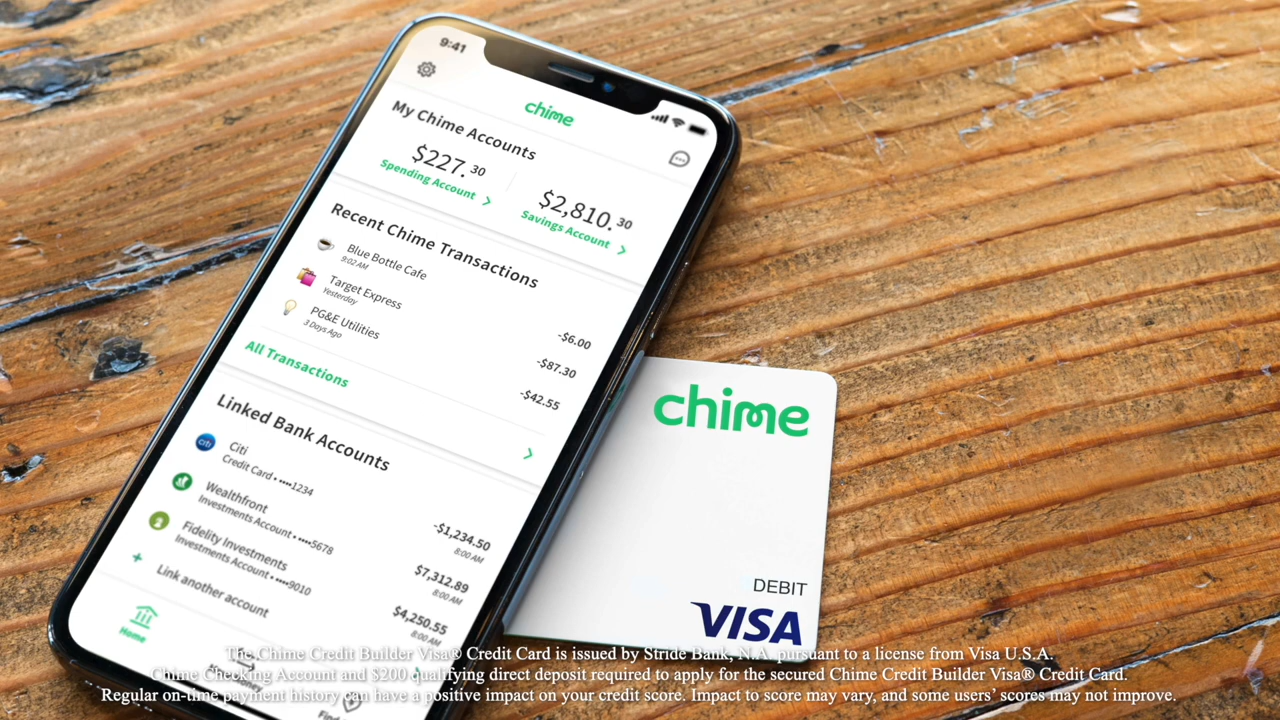 9:41
chime
My Chime Accounts
$227.30
Spending Account >
$2,810.30
Savings Account >
Recent Chime Transactions
Blue Bottle Cafe
9:02 AM
-$6.00
Target Express
Yesterday
-$87.30
PG&E Utilities
3 Days Ago
-$42.55
All Transactions >
Linked Bank Accounts
citi
Citi
Credit Card • ••••1234
-$1,234.50
8:00 AM
Wealthfront
Investments Account • ••••5678
$7,312.89
8:00 AM
Fidelity Investments
Investments Account • ••••9010
$4,250.55
8:00 AM
+ Link another account
Home
chime
DEBIT
VISA
The Chime Credit Builder Visa® Credit Card is issued by Stride Bank, N.A. pursuant to a license from Visa U.S.A.
Chime Checking Account and $200 qualifying direct deposit required to apply for the secured Chime Credit Builder Visa® Credit Card.
Regular on-time payment history can have a positive impact on your credit score. Impact to score may vary, and some users' scores may not improve.